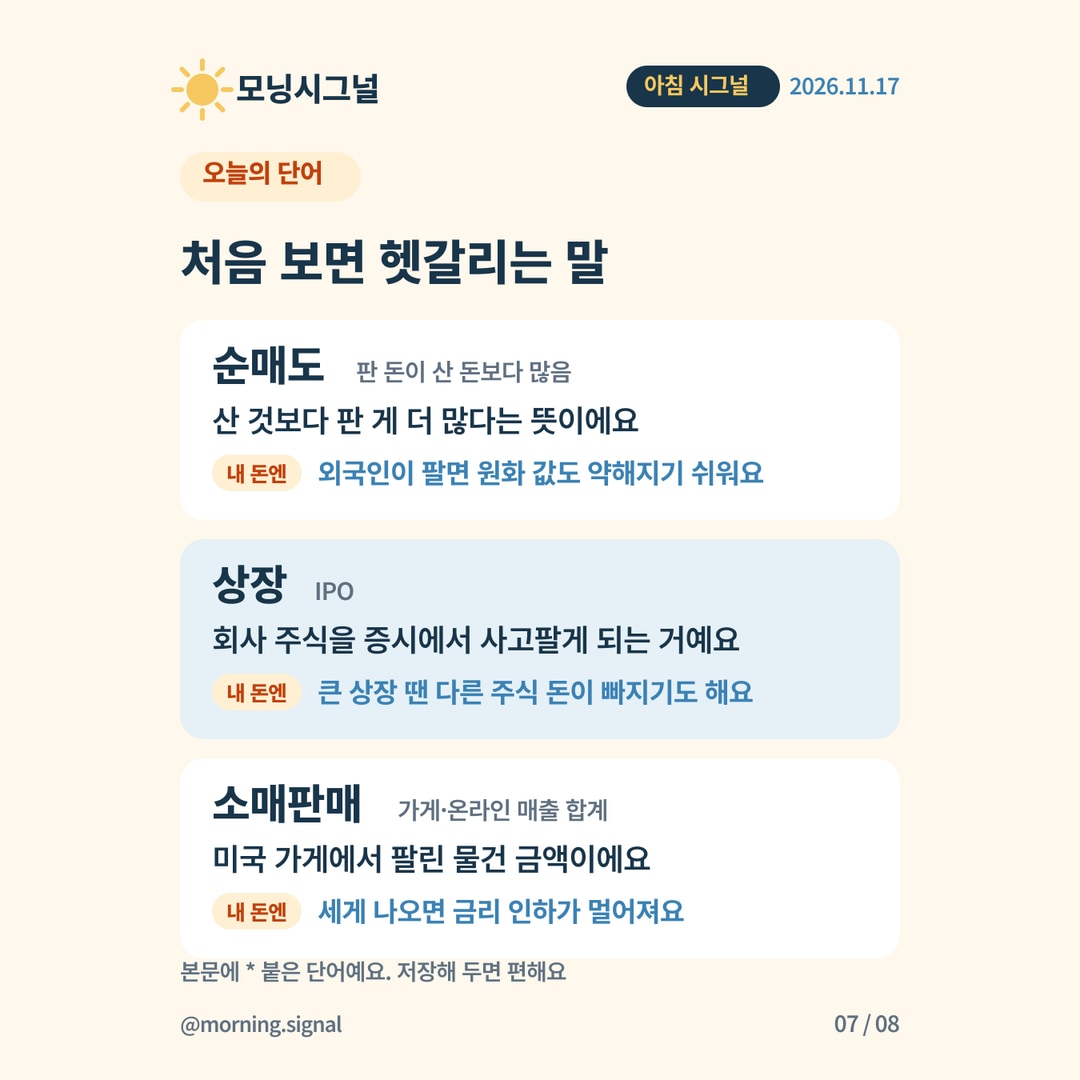 모닝시그널
아침 시그널 2026.11.17
오늘의 단어
처음 보면 헷갈리는 말
순매도 판 돈이 산 돈보다 많음
산 것보다 판 게 더 많다는 뜻이에요
내 돈엔 외국인이 팔면 원화 값도 약해지기 쉬워요
상장 IPO
회사 주식을 증시에서 사고팔게 되는 거예요
내 돈엔 큰 상장 땐 다른 주식 돈이 빠지기도 해요
소매판매 가게·온라인 매출 합계
미국 가게에서 팔린 물건 금액이에요
내 돈엔 세게 나오면 금리 인하가 멀어져요
본문에 * 붙은 단어예요. 저장해 두면 편해요
@morning.signal 07 / 08